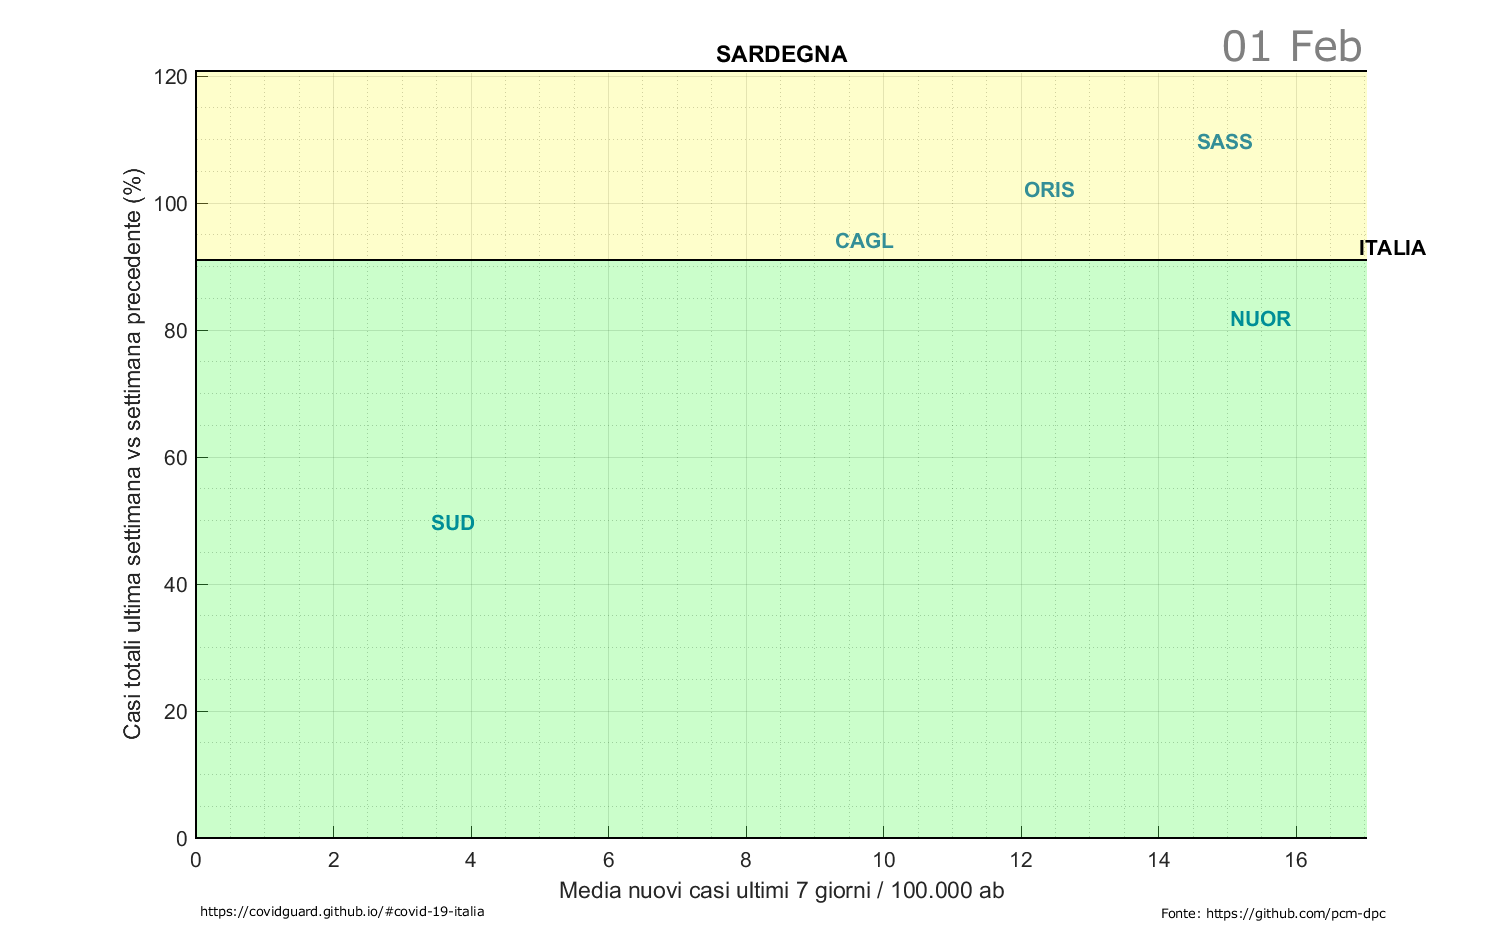 SARDEGNA
01 Feb
120
100
80
60
40
20
0
Casi totali ultima settimana vs settimana precedente (%)
SASS
ORIS
CAGL
ITALIA
NUOR
SUD
0 2 4 6 8 10 12 14 16
Media nuovi casi ultimi 7 giorni / 100.000 ab
https://covidguard.github.io/#covid-19-italia
Fonte: https://github.com/pcm-dpc